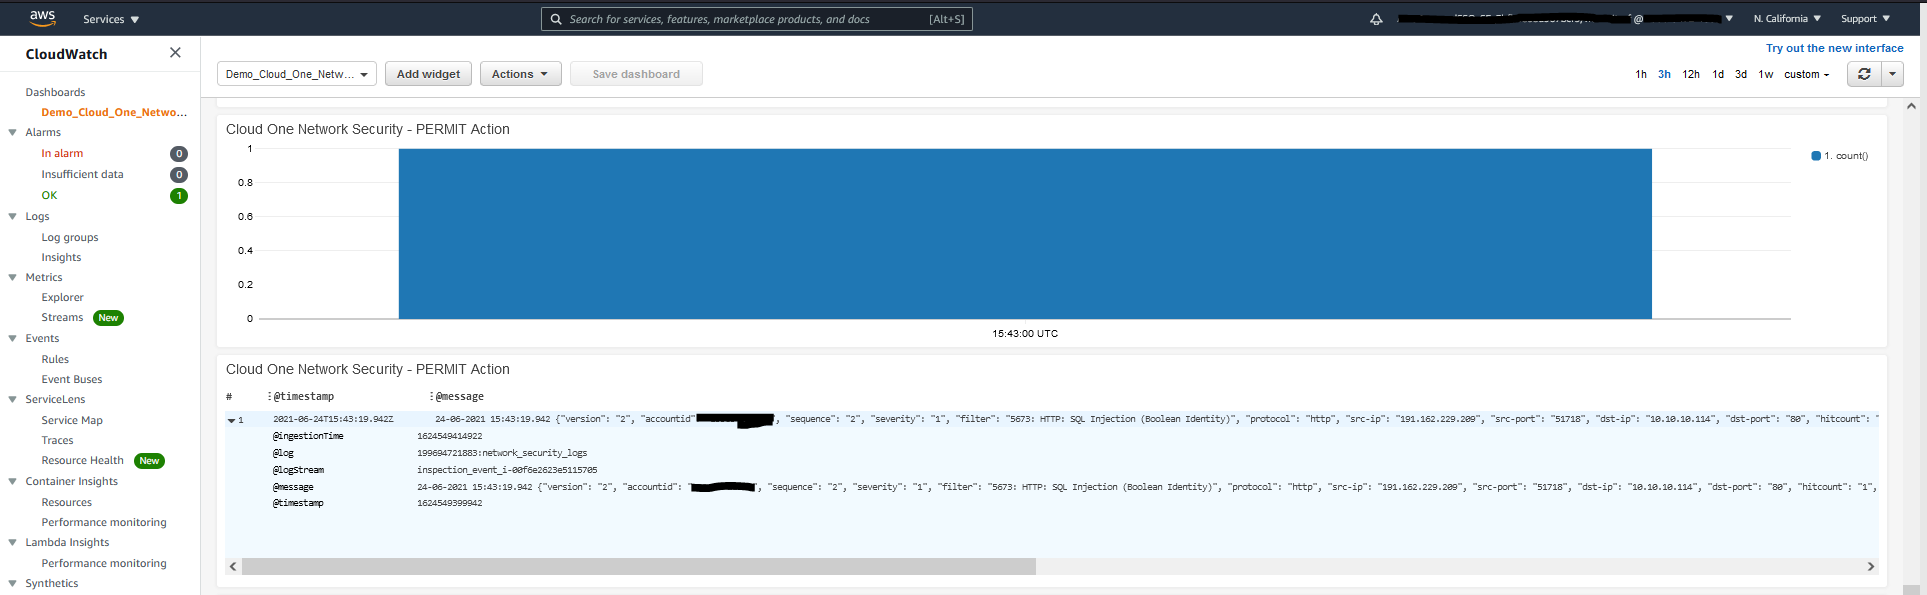 aws Services Search for services, features, marketplace products, and docs [Alt+S] @ N. California Support
CloudWatch
Try out the new interface
Demo_Cloud_One_Netw... Add widget Actions Save dashboard 1h 3h 12h 1d 3d 1w custom
Dashboards
Demo_Cloud_One_Netwo...
Alarms
In alarm 0
Insufficient data 0
OK 1
Logs
Log groups
Insights
Metrics
Explorer
Streams New
Events
Rules
Event Buses
ServiceLens
Service Map
Traces
Resource Health New
Container Insights
Resources
Performance monitoring
Lambda Insights
Performance monitoring
Synthetics
Cloud One Network Security - PERMIT Action
1
0.8
0.6
0.4
0.2
0
15:43:00 UTC
1. count()
Cloud One Network Security - PERMIT Action
# @timestamp @message
1 2021-06-24T15:43:19.942Z 24-06-2021 15:43:19.942 {"version": "2", "accountid" , "sequence": "2", "severity": "1", "filter": "5673: HTTP: SQL Injection (Boolean Identity)", "protocol": "http", "src-ip": "191.162.229.209", "src-port": "51718", "dst-ip": "10.10.10.114", "dst-port": "80", "hitcount": "
@ingestionTime 1624549414922
@log 199694721883:network_security_logs
@logStream inspection_event_i-00f6e2623e5115705
@message 24-06-2021 15:43:19.942 {"version": "2", "accountid": " ", "sequence": "2", "severity": "1", "filter": "5673: HTTP: SQL Injection (Boolean Identity)", "protocol": "http", "src-ip": "191.162.229.209", "src-port": "51718", "dst-ip": "10.10.10.114", "dst-port": "80", "hitcount": "1",
@timestamp 1624549399942